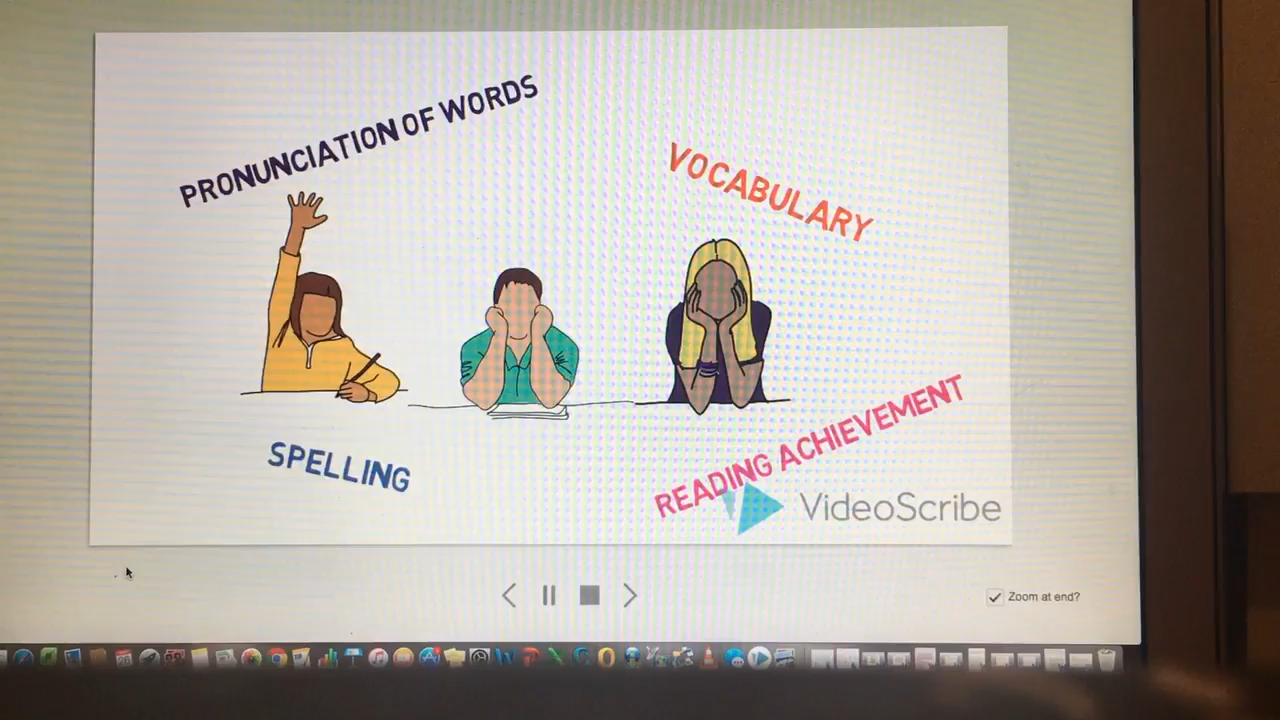 PRONUNCIATION OF WORDS
VOCABULARY
SPELLING
READING ACHIEVEMENT
VideoScribe
Zoom at end?